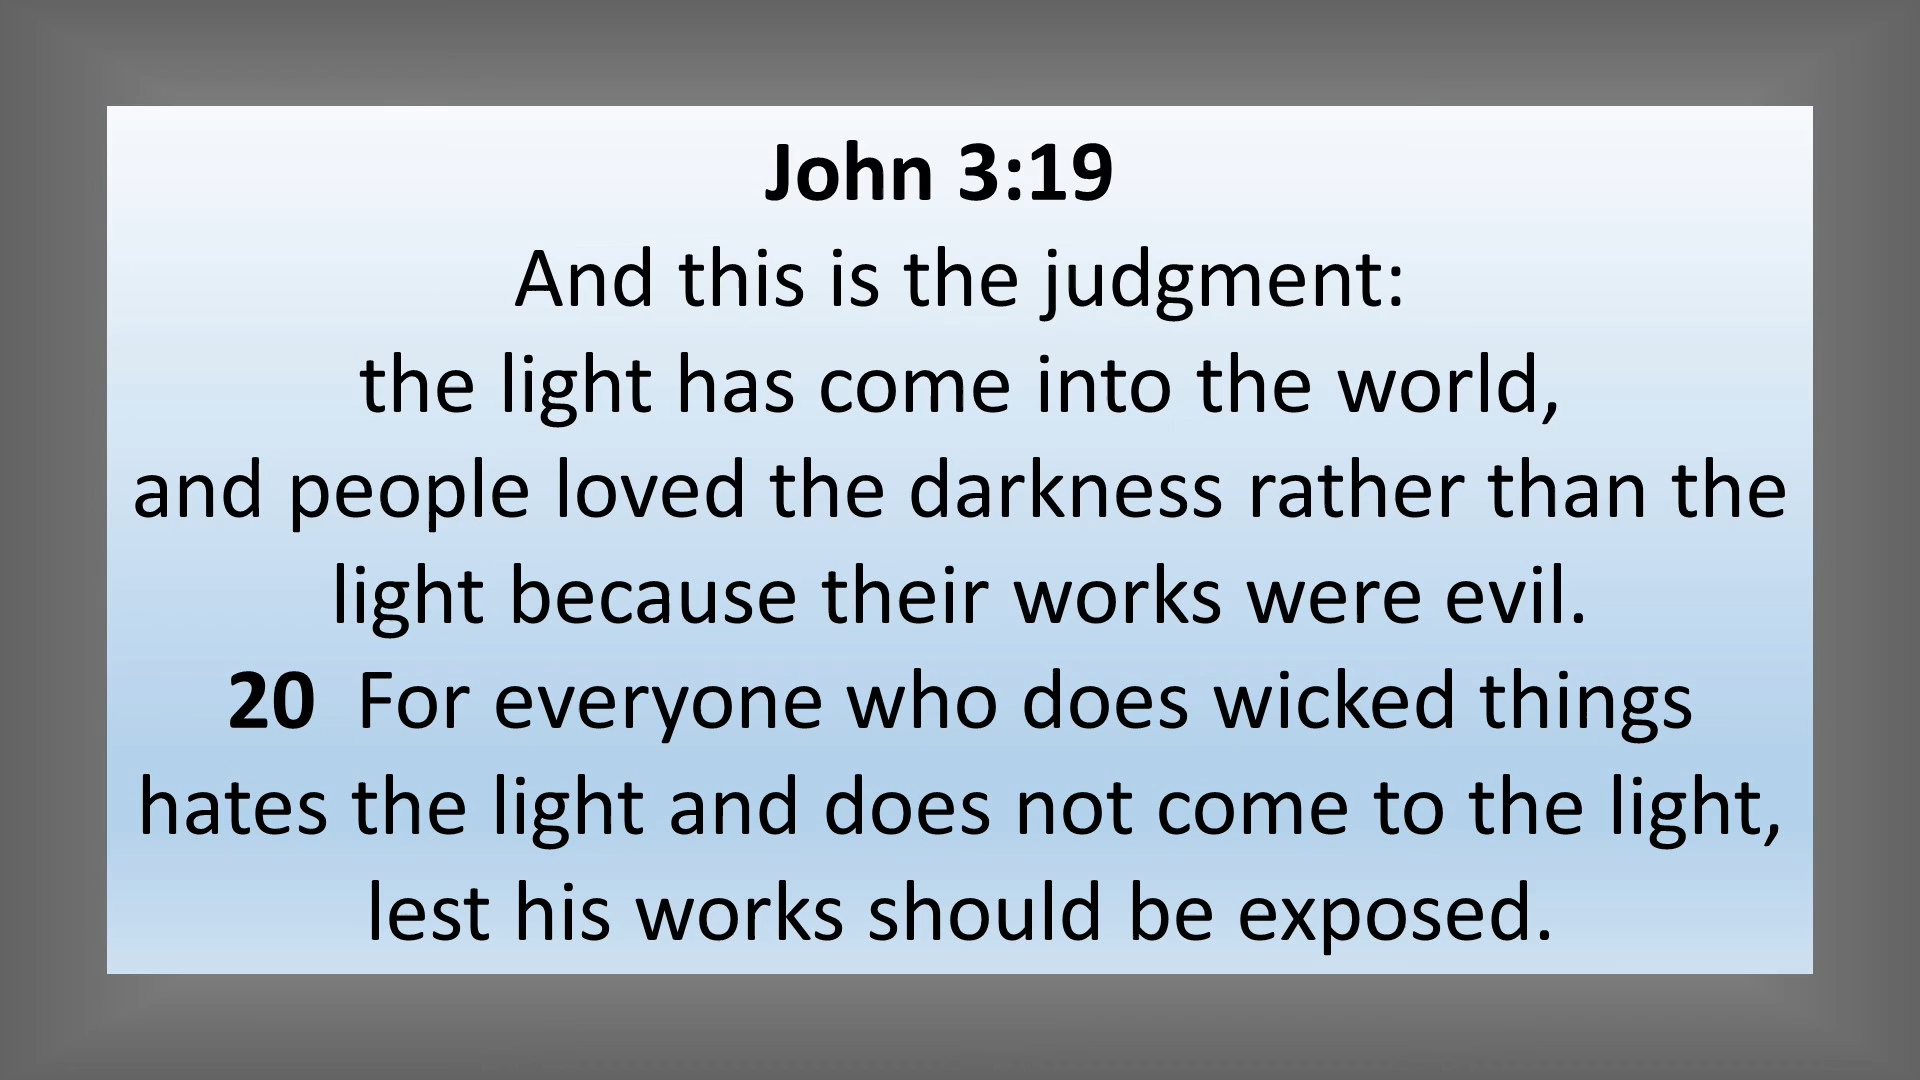 John 3:19
And this is the judgment:
the light has come into the world,
and people loved the darkness rather than the
light because their works were evil.
20 For everyone who does wicked things
hates the light and does not come to the light,
lest his works should be exposed.